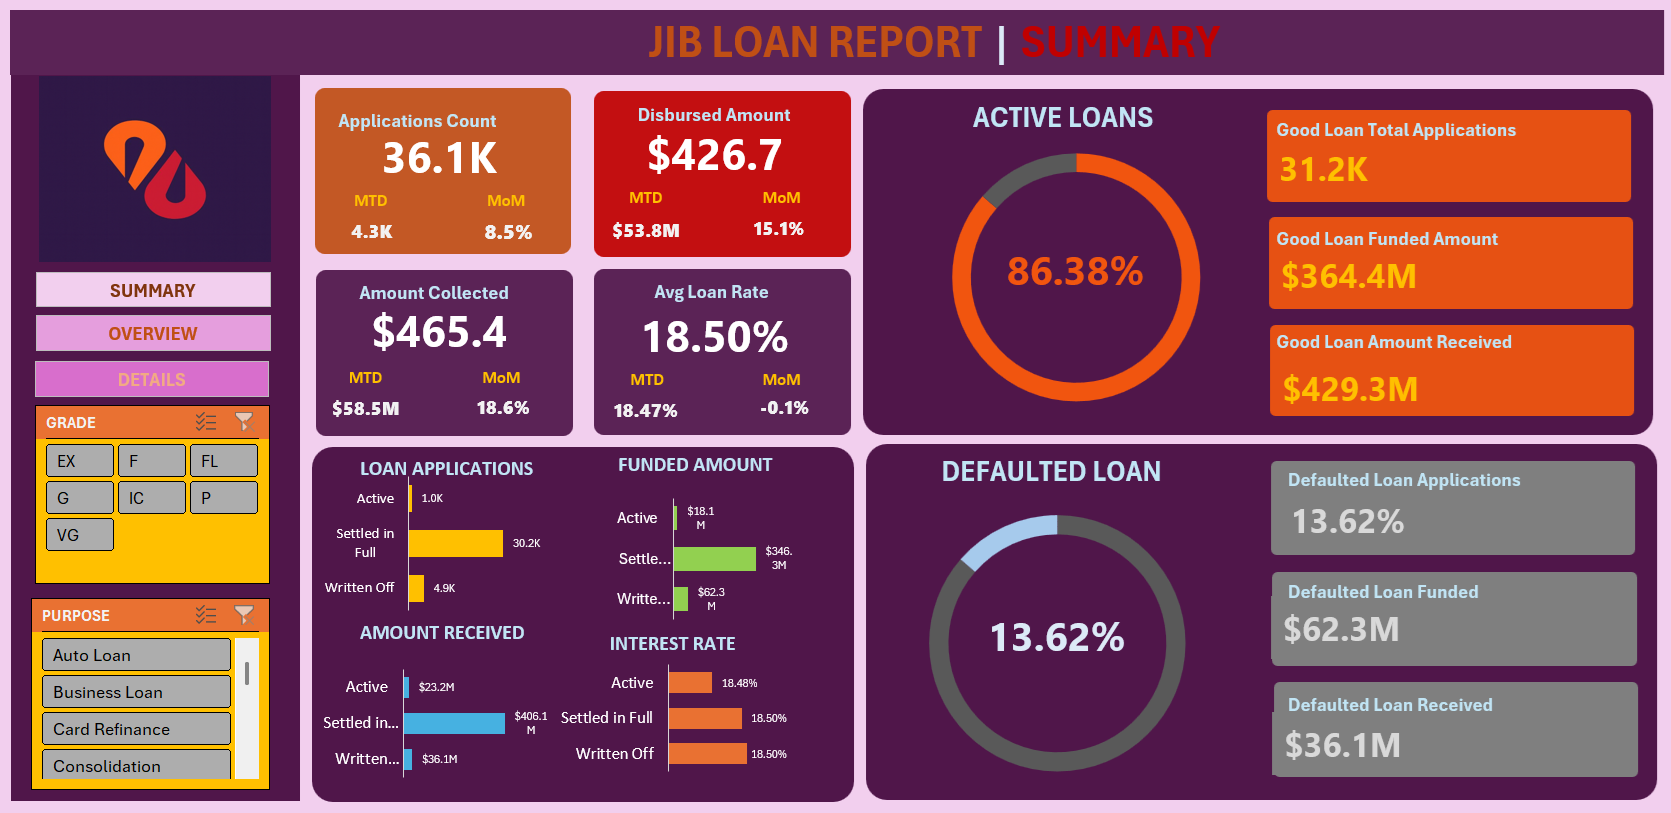 JIB LOAN REPORT | SUMMARY
SUMMARY
OVERVIEW
DETAILS
GRADE
EX F FL
G IC P
VG
PURPOSE
Auto Loan
Business Loan
Card Refinance
Consolidation
Applications Count
36.1K
MTD MoM
4.3K 8.5%
Disbursed Amount
$426.7
MTD MoM
$53.8M 15.1%
Amount Collected
$465.4
MTD MoM
$58.5M 18.6%
Avg Loan Rate
18.50%
MTD MoM
18.47% -0.1%
LOAN APPLICATIONS
Active 1.0K
Settled in
Full
30.2K
Written Off 4.9K
FUNDED AMOUNT
Active $18.1
M
Settle... $346.
3M
Writte... $62.3
M
AMOUNT RECEIVED
Active $23.2M
Settled in... $406.1
M
Written... $36.1M
INTEREST RATE
Active 18.48%
Settled in Full 18.50%
Written Off 18.50%
ACTIVE LOANS
86.38%
Good Loan Total Applications
31.2K
Good Loan Funded Amount
$364.4M
Good Loan Amount Received
$429.3M
DEFAULTED LOAN
13.62%
Defaulted Loan Applications
13.62%
Defaulted Loan Funded
$62.3M
Defaulted Loan Received
$36.1M